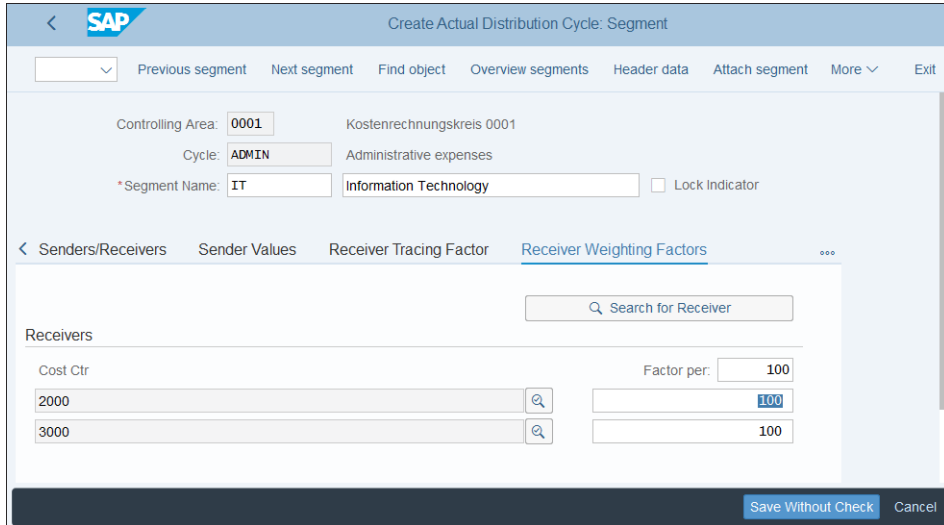 SAP Create Actual Distribution Cycle: Segment
Previous segment Next segment Find object Overview segments Header data Attach segment More Exit
Controlling Area: 0001 Kostenrechnungskreis 0001
Cycle: ADMIN Administrative expenses
*Segment Name: IT Information Technology Lock Indicator
Senders/Receivers Sender Values Receiver Tracing Factor Receiver Weighting Factors
Search for Receiver
Receivers
Cost Ctr Factor per: 100
2000 100
3000 100
Save Without Check Cancel